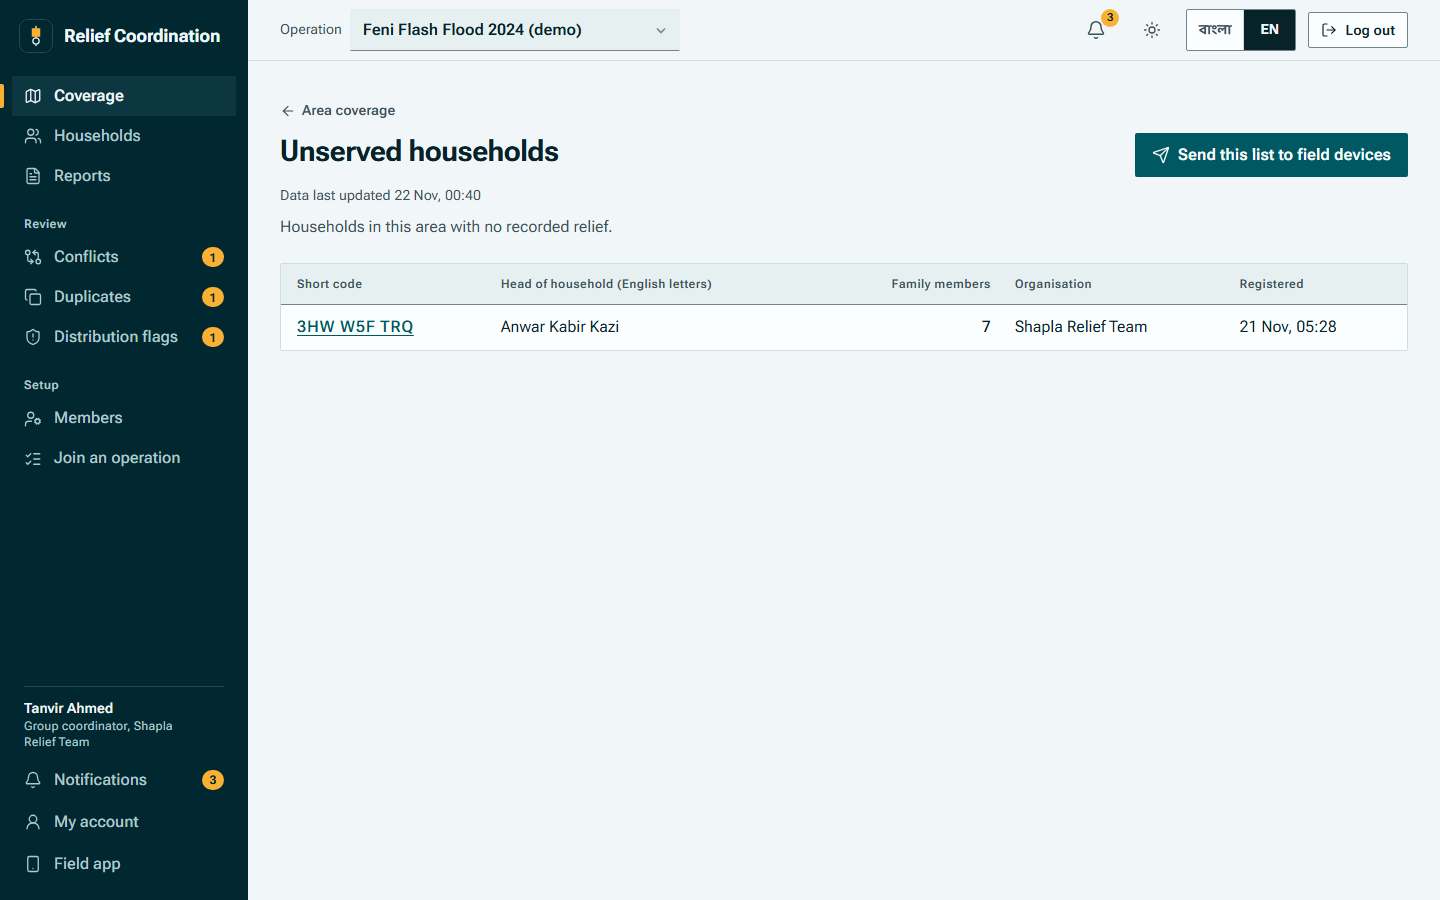 Relief Coordination
Coverage
Households
Reports
Review
Conflicts 1
Duplicates 1
Distribution flags 1
Setup
Members
Join an operation
Tanvir Ahmed
Group coordinator, Shapla
Relief Team
Notifications 3
My account
Field app
Operation Feni Flash Flood 2024 (demo) 3 বাংলা EN Log out
Area coverage
Unserved households
Send this list to field devices
Data last updated 22 Nov, 00:40
Households in this area with no recorded relief.
Short code Head of household (English letters) Family members Organisation Registered
3HW W5F TRQ Anwar Kabir Kazi 7 Shapla Relief Team 21 Nov, 05:28